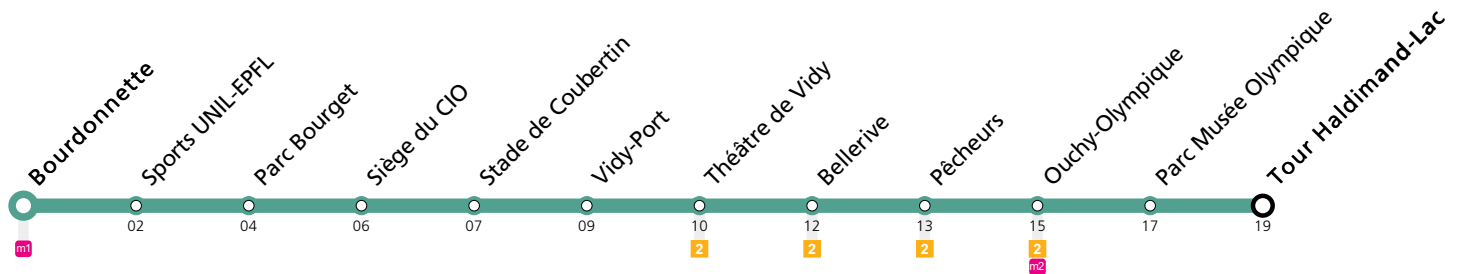 Bourdonnette
Sports UNIL-EPFL
Parc Bourget
Siège du CIO
Stade de Coubertin
Vidy-Port
Théâtre de Vidy
Bellerive
Pêcheurs
Ouchy-Olympique
Parc Musée Olympique
Tour Haldimand-Lac
02 04 06 07 09 10 12 13 15 17 19
m1 2 2 2 2
m2